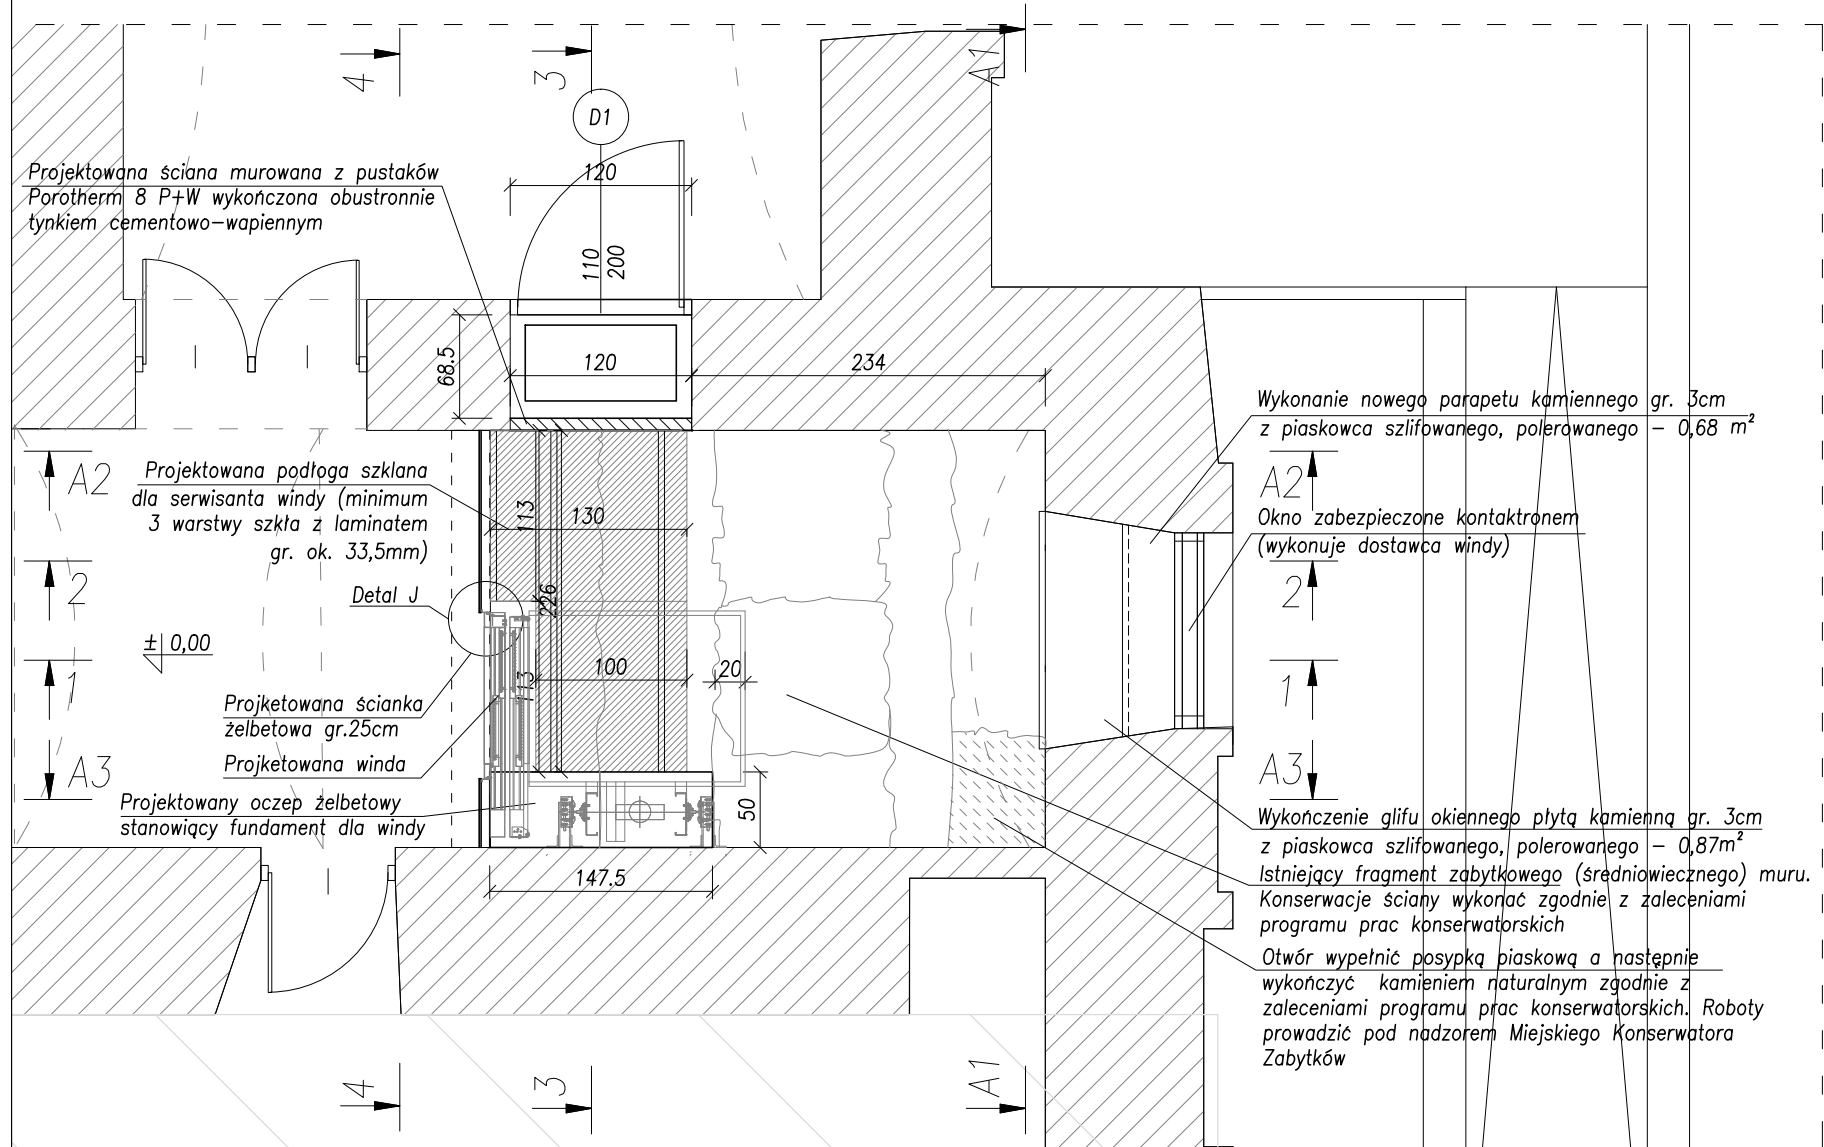 4
3
A1
D1
120
Projektowana ściana murowana z pustaków
Porotherm 8 P+W wykończona obustronnie
tynkiem cementowo-wapiennym
110
200
68.5
120
234
Wykonanie nowego parapetu kamiennego gr. 3cm
z piaskowca szlifowanego, polerowanego - 0,68 m²
A2
Projektowana podłoga szklana
dla serwisanta windy (minimum
3 warstwy szkła z laminatem
gr. ok. 33,5mm)
113
130
A2
Okno zabezpieczone kontaktronem
(wykonuje dostawca windy)
2
Detal J
226
2
± 0,00
113
100
20
1
1
Projketowana ścianka
żelbetowa gr.25cm
Projketowana winda
A3
A3
Projektowany oczep żelbetowy
stanowiący fundament dla windy
50
147.5
Wykończenie glifu okiennego płytą kamienną gr. 3cm
z piaskowca szlifowanego, polerowanego - 0,87m²
Istniejący fragment zabytkowego (średniowiecznego) muru.
Konserwacje ściany wykonać zgodnie z zaleceniami
programu prac konserwatorskich
Otwór wypełnić posypką piaskową a następnie
wykończyć kamieniem naturalnym zgodnie z
zaleceniami programu prac konserwatorskich. Roboty
prowadzić pod nadzorem Miejskiego Konserwatora
Zabytków
4
3
A1